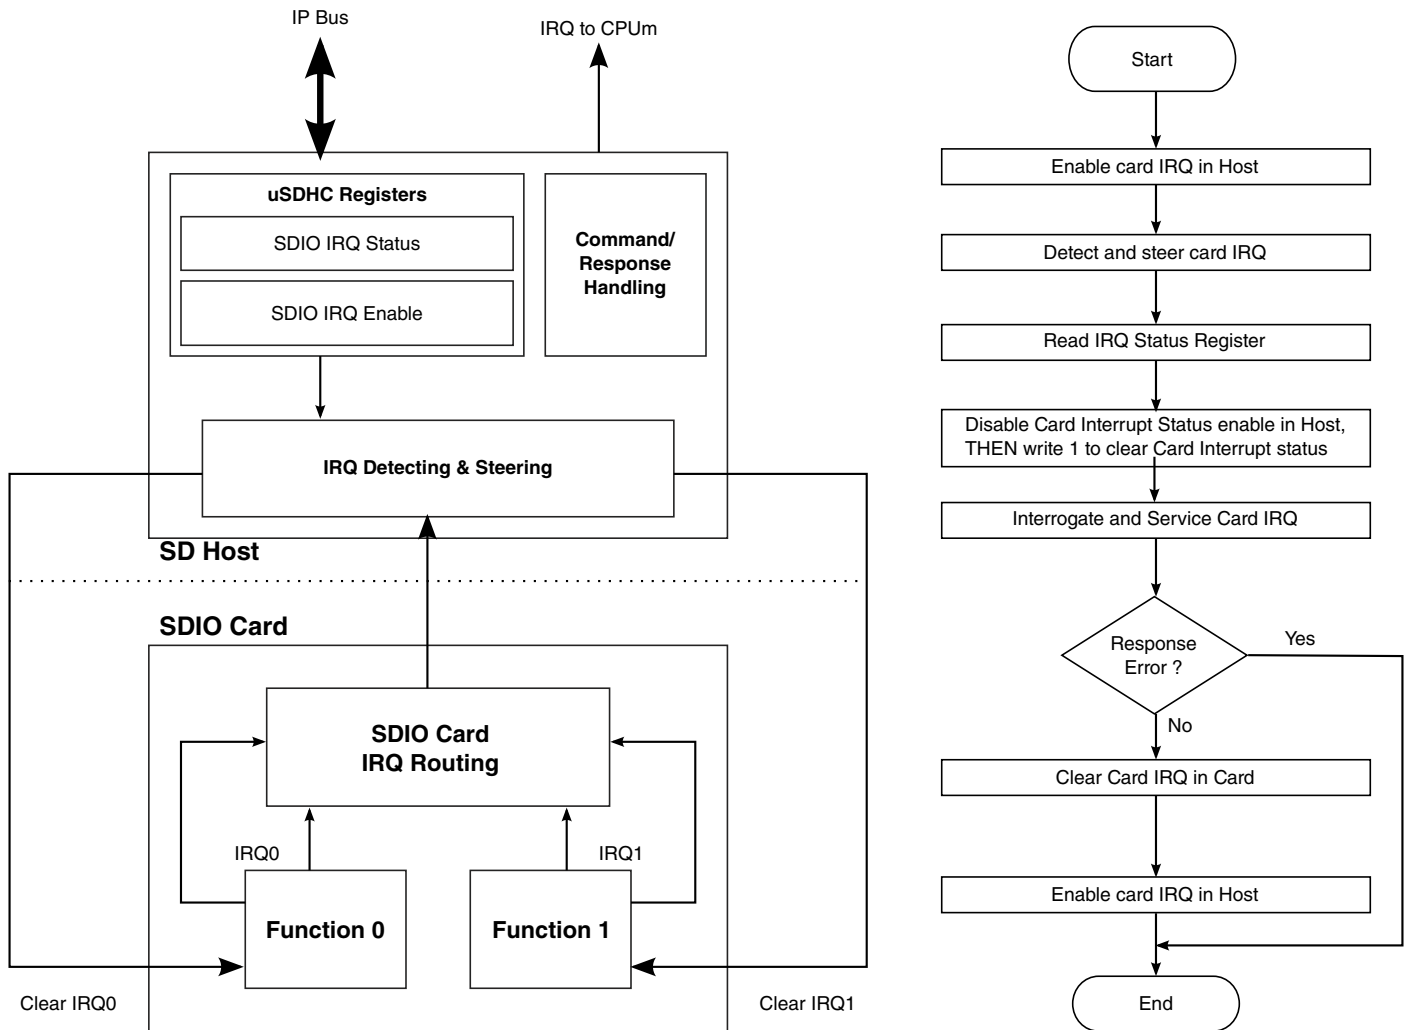 IP Bus
IRQ to CPUm
uSDHC Registers
SDIO IRQ Status
SDIO IRQ Enable
Command/
Response
Handling
IRQ Detecting & Steering
SD Host
SDIO Card
SDIO Card
IRQ Routing
IRQ0
IRQ1
Function 0
Function 1
Clear IRQ0
Clear IRQ1
Start
Enable card IRQ in Host
Detect and steer card IRQ
Read IRQ Status Register
Disable Card Interrupt Status enable in Host,
THEN write 1 to clear Card Interrupt status
Interrogate and Service Card IRQ
Response
Error ?
Yes
No
Clear Card IRQ in Card
Enable card IRQ in Host
End